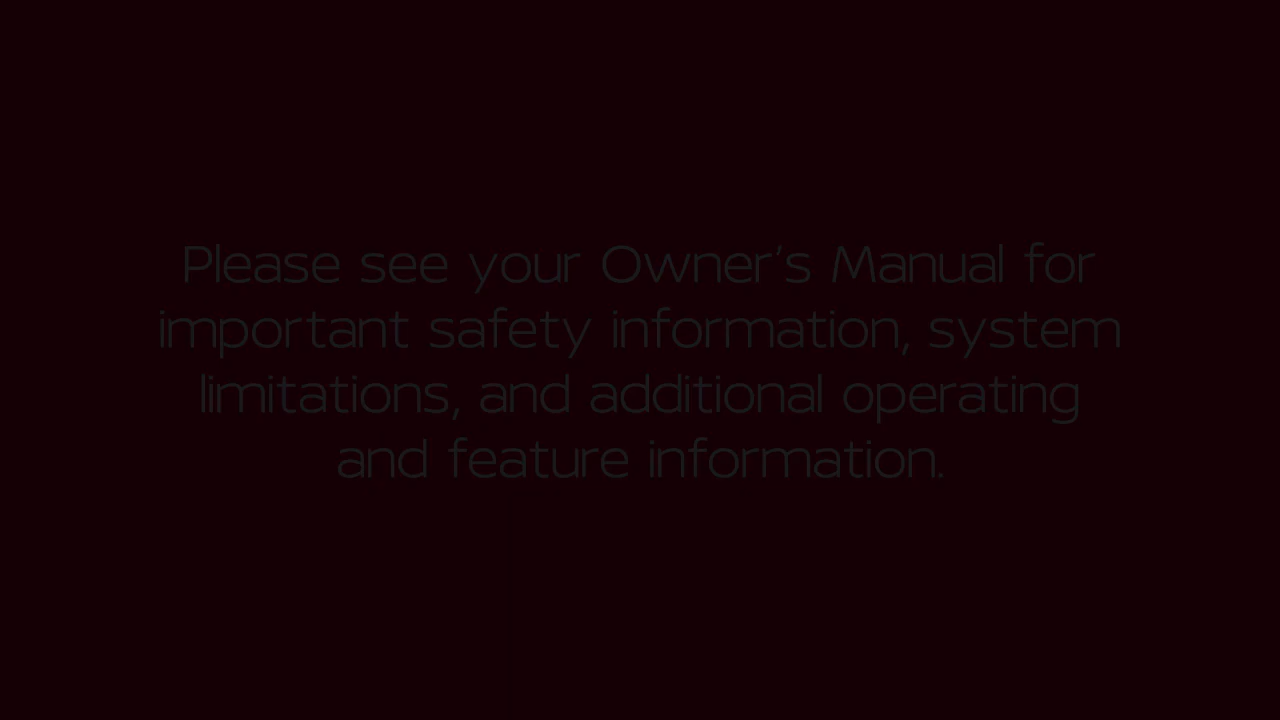 Please see your Owner’s Manual for
important safety information, system
limitations, and additional operating
and feature information.